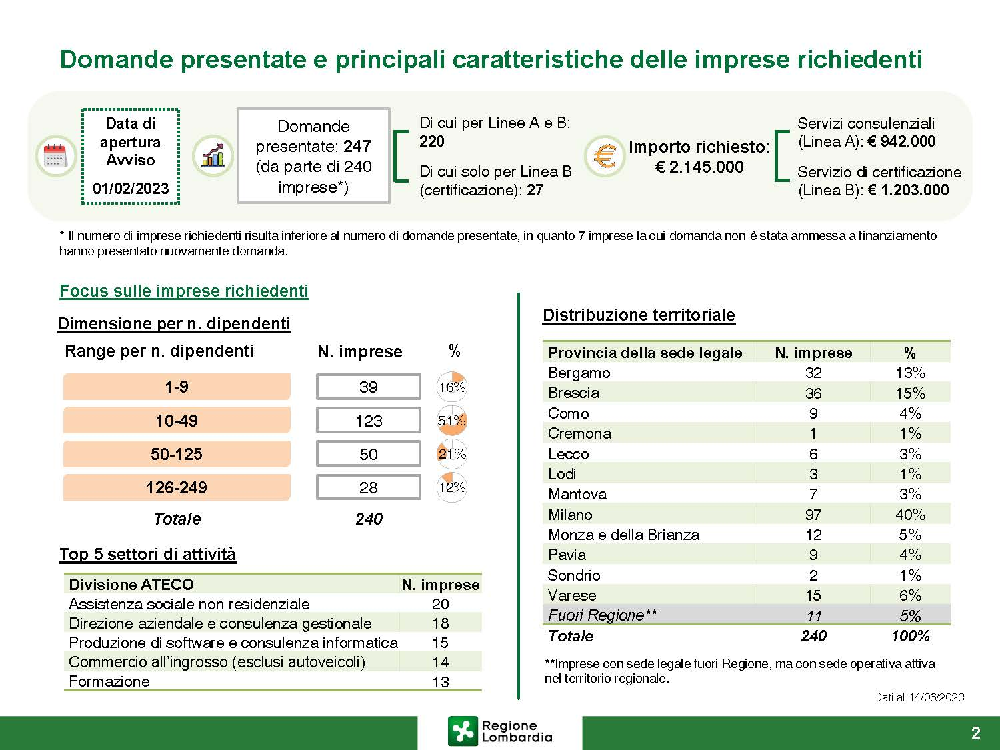 Domande presentate e principali caratteristiche delle imprese richiedenti
Data di
apertura
Avviso
01/02/2023
Domande
presentate: 247
(da parte di 240
imprese*)
Di cui per Linee A e B:
220
Di cui solo per Linea B
(certificazione): 27
Importo richiesto:
€ 2.145.000
Servizi consulenziali
(Linea A): € 942.000
Servizio di certificazione
(Linea B): € 1.203.000
* Il numero di imprese richiedenti risulta inferiore al numero di domande presentate, in quanto 7 imprese la cui domanda non è stata ammessa a finanziamento
hanno presentato nuovamente domanda.
Focus sulle imprese richiedenti
Dimensione per n. dipendenti
Range per n. dipendenti N. imprese %
1-9 39 16%
10-49 123 51%
50-125 50 21%
126-249 28 12%
Totale 240
Top 5 settori di attività
Divisione ATECO N. imprese
Assistenza sociale non residenziale 20
Direzione aziendale e consulenza gestionale 18
Produzione di software e consulenza informatica 15
Commercio all'ingrosso (esclusi autoveicoli) 14
Formazione 13
Distribuzione territoriale
Provincia della sede legale N. imprese %
Bergamo 32 13%
Brescia 36 15%
Como 9 4%
Cremona 1 1%
Lecco 6 3%
Lodi 3 1%
Mantova 7 3%
Milano 97 40%
Monza e della Brianza 12 5%
Pavia 9 4%
Sondrio 2 1%
Varese 15 6%
Fuori Regione** 11 5%
Totale 240 100%
**Imprese con sede legale fuori Regione, ma con sede operativa attiva
nel territorio regionale.
Dati al 14/06/2023
Regione
Lombardia
2